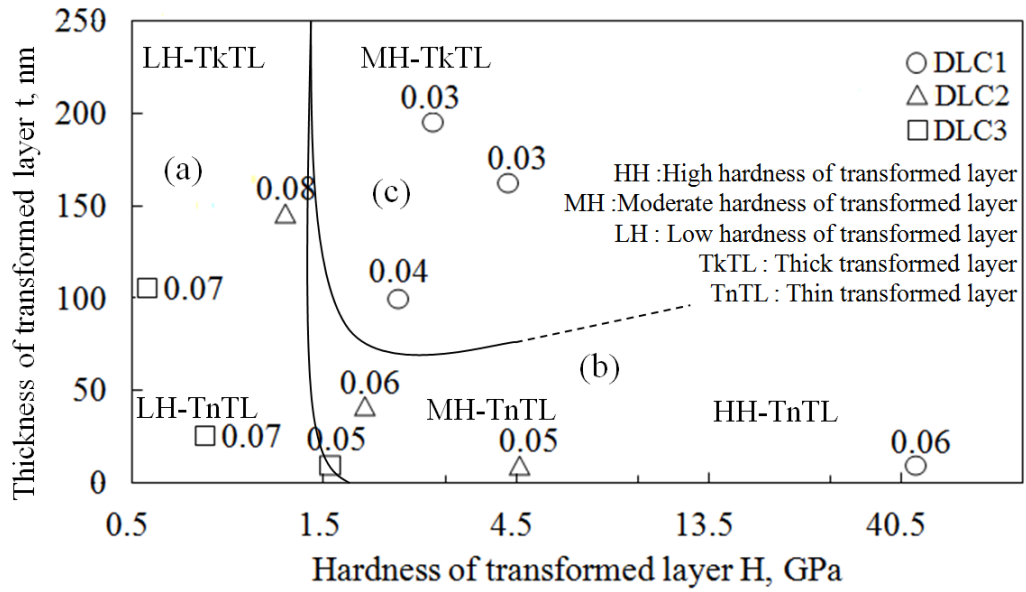 250
LH-TkTL
MH-TkTL
DLC1
DLC2
DLC3
0.03
200
0.03
HH :High hardness of transformed layer
MH :Moderate hardness of transformed layer
LH : Low hardness of transformed layer
TkTL : Thick transformed layer
TnTL : Thin transformed layer
(a)
(c)
0.08
150
0.04
0.07
100
(b)
0.06
50
LH-TnTL
MH-TnTL
HH-TnTL
0.07
0.05
0.05
0.06
0
0.5
1.5
4.5
13.5
40.5
Hardness of transformed layer H, GPa
Thickness of transformed layer t, nm